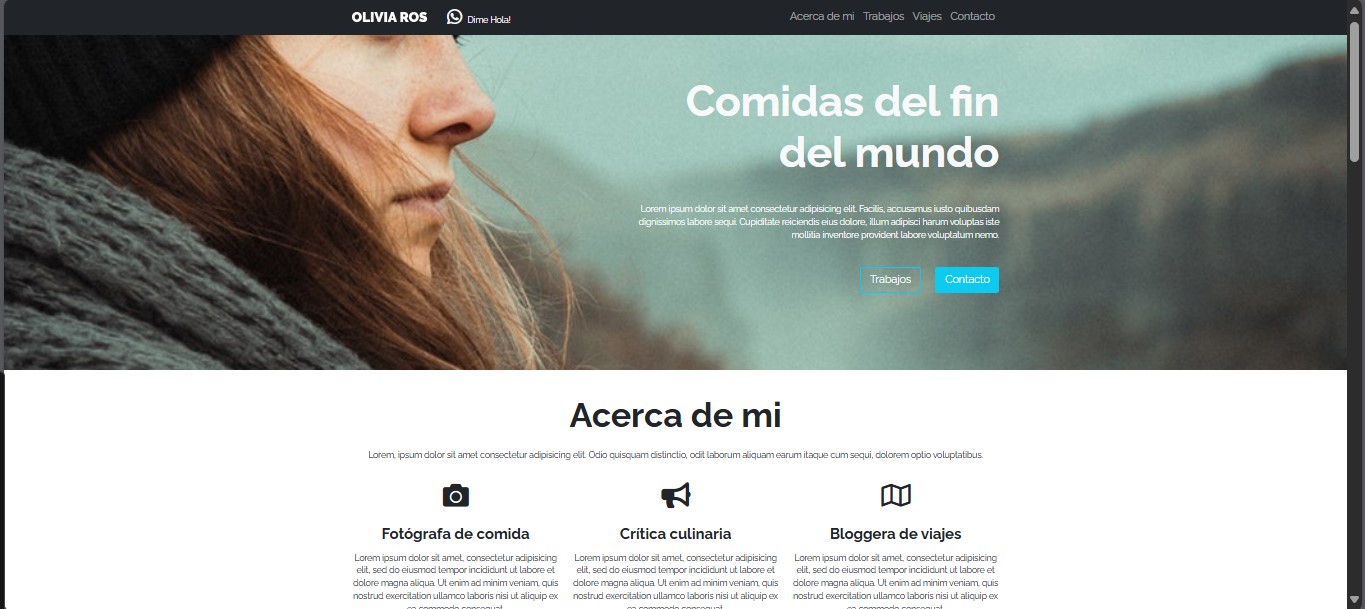 OLIVIA ROS Dime Hola! Acerca de mi Trabajos Viajes Contacto
Comidas del fin
del mundo
Lorem ipsum dolor sit amet consectetur adipisicing elit. Facilis, accusamus iusto quibusdam
dignissimos labore sequi. Cupiditate reiciendis eius dolore, illum adipisci harum voluptas iste
mollitia inventore provident labore voluptatum nemo.
Trabajos Contacto
Acerca de mi
Lorem, ipsum dolor sit amet consectetur adipisicing elit. Odio quisquam distinctio, odit laborum aliquam earum itaque cum sequi, dolorem optio voluptatibus.
Fotógrafa de comida
Lorem ipsum dolor sit amet, consectetur adipisicing
elit, sed do eiusmod tempor incididunt ut labore et
dolore magna aliqua. Ut enim ad minim veniam, quis
nostrud exercitation ullamco laboris nisi ut aliquip ex
ea commodo consequat.
Crítica culinaria
Lorem ipsum dolor sit amet, consectetur adipisicing
elit, sed do eiusmod tempor incididunt ut labore et
dolore magna aliqua. Ut enim ad minim veniam, quis
nostrud exercitation ullamco laboris nisi ut aliquip ex
ea commodo consequat.
Bloggera de viajes
Lorem ipsum dolor sit amet, consectetur adipisicing
elit, sed do eiusmod tempor incididunt ut labore et
dolore magna aliqua. Ut enim ad minim veniam, quis
nostrud exercitation ullamco laboris nisi ut aliquip ex
ea commodo consequat.